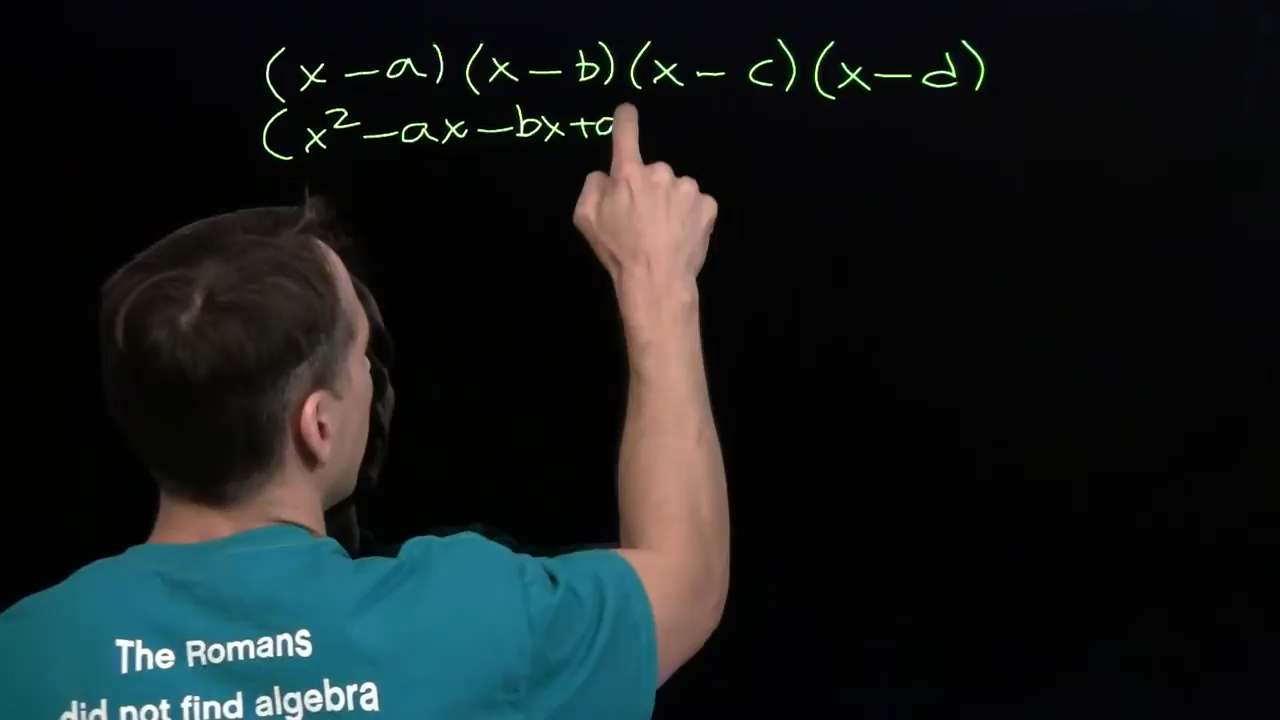 (x-a)(x-b)(x-c)(x-d)
(x²-ax-bx+a
The Romans
did not find algebra